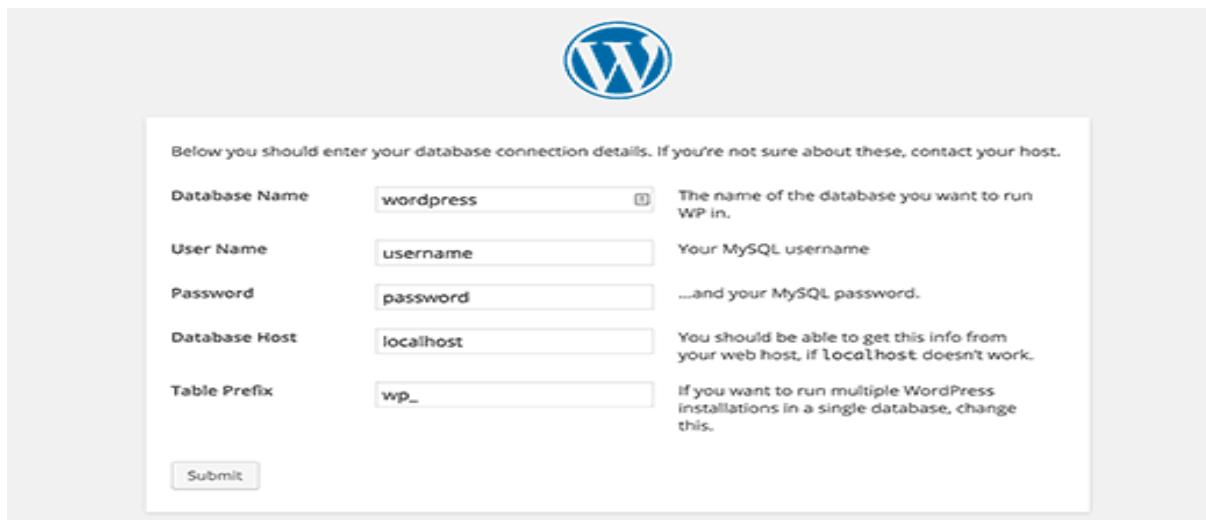 Below you should enter your database connection details. If you're not sure about these, contact your host.
Database Name
wordpress
The name of the database you want to run
WP in.
User Name
username
Your MySQL username
Password
password
...and your MySQL password.
Database Host
localhost
You should be able to get this info from
your web host, if localhost doesn't work.
Table Prefix
wp_
If you want to run multiple WordPress
installations in a single database, change
this.
Submit